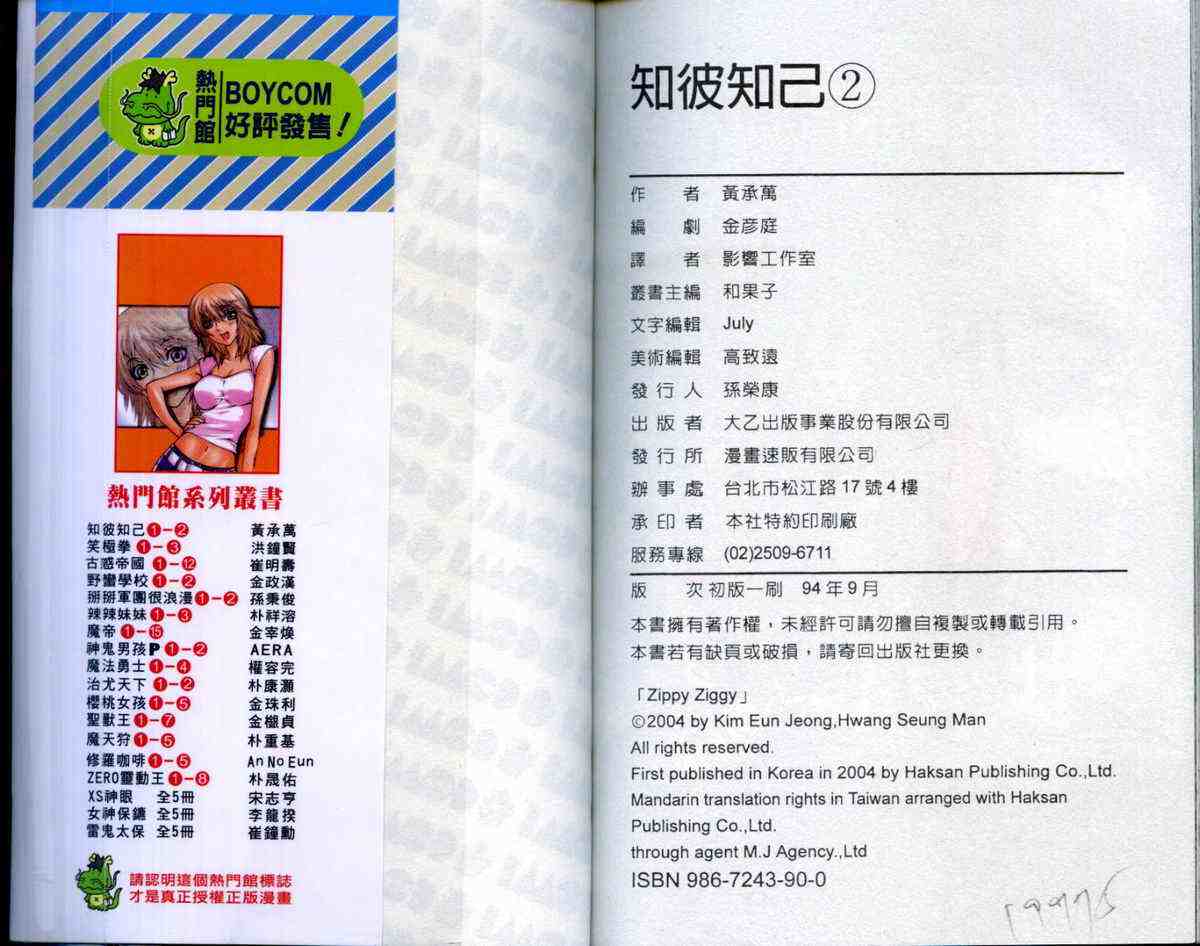 熱門館
BOYCOM
好評發售!
熱門館系列叢書
知彼知己①-② 黃承萬
笑極拳①-③ 洪鐘賢
古惑帝國①-⑫ 崔明壽
野蠻學校①-② 金政漢
掰掰軍團很浪漫①-② 孫秉俊
辣辣妹妹①-③ 朴祥溶
魔帝①-⑮ 金宰煥
神鬼男孩P①-② AERA
魔法勇士①-④ 權容完
治尤天下①-② 朴康灝
櫻桃女孩①-⑤ 金珠利
聖獸王①-⑦ 金樾貞
魔天狩①-⑤ 朴重基
修羅咖啡①-⑤ An No Eun
ZERO靈動王①-⑧ 朴晟佑
XS神眼 全5冊 宋志亨
女神保鑣 全5冊 李龍揆
雷鬼太保 全5冊 崔鐘勳
請認明這個熱門館標誌
才是真正授權正版漫畫
知彼知己②
作者 黃承萬
編劇 金彦庭
譯者 影響工作室
叢書主編 和果子
文字編輯 July
美術編輯 高致遠
發行人 孫榮康
出版者 大乙出版事業股份有限公司
發行所 漫畫速販有限公司
辦事處 台北市松江路17號4樓
承印者 本社特約印刷廠
服務專線 (02)2509-6711
版次 初版一刷 94年9月
本書擁有著作權，未經許可請勿擅自複製或轉載引用。
本書若有缺頁或破損，請寄回出版社更換。
「Zippy Ziggy」
©2004 by Kim Eun Jeong,Hwang Seung Man
All rights reserved.
First published in Korea in 2004 by Haksan Publishing Co.,Ltd.
Mandarin translation rights in Taiwan arranged with Haksan
Publishing Co.,Ltd.
through agent M.J Agency.,Ltd
ISBN 986-7243-90-0